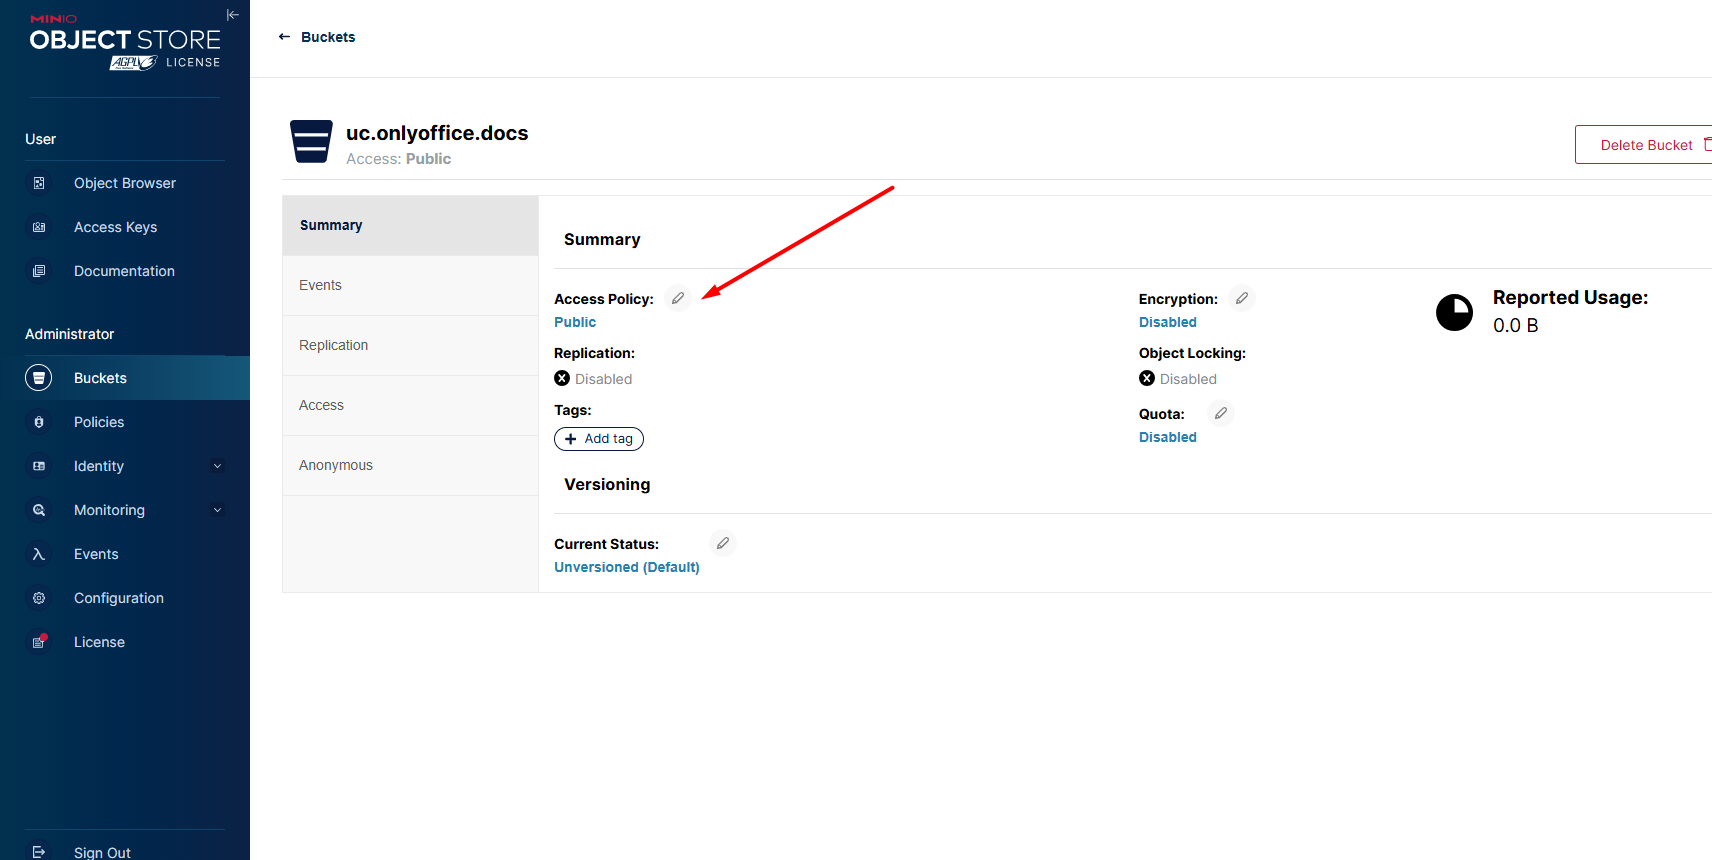 MINIO
OBJECT STORE
AGPL LICENSE
User
Object Browser
Access Keys
Documentation
Administrator
Buckets
Policies
Identity
Monitoring
Events
Configuration
License
Sign Out
Buckets
uc.onlyoffice.docs
Access: Public
Delete Bucket
Summary
Events
Replication
Access
Anonymous
Summary
Access Policy:
Public
Replication:
Disabled
Tags:
Add tag
Encryption:
Disabled
Object Locking:
Disabled
Quota:
Disabled
Reported Usage:
0.0 B
Versioning
Current Status:
Unversioned (Default)